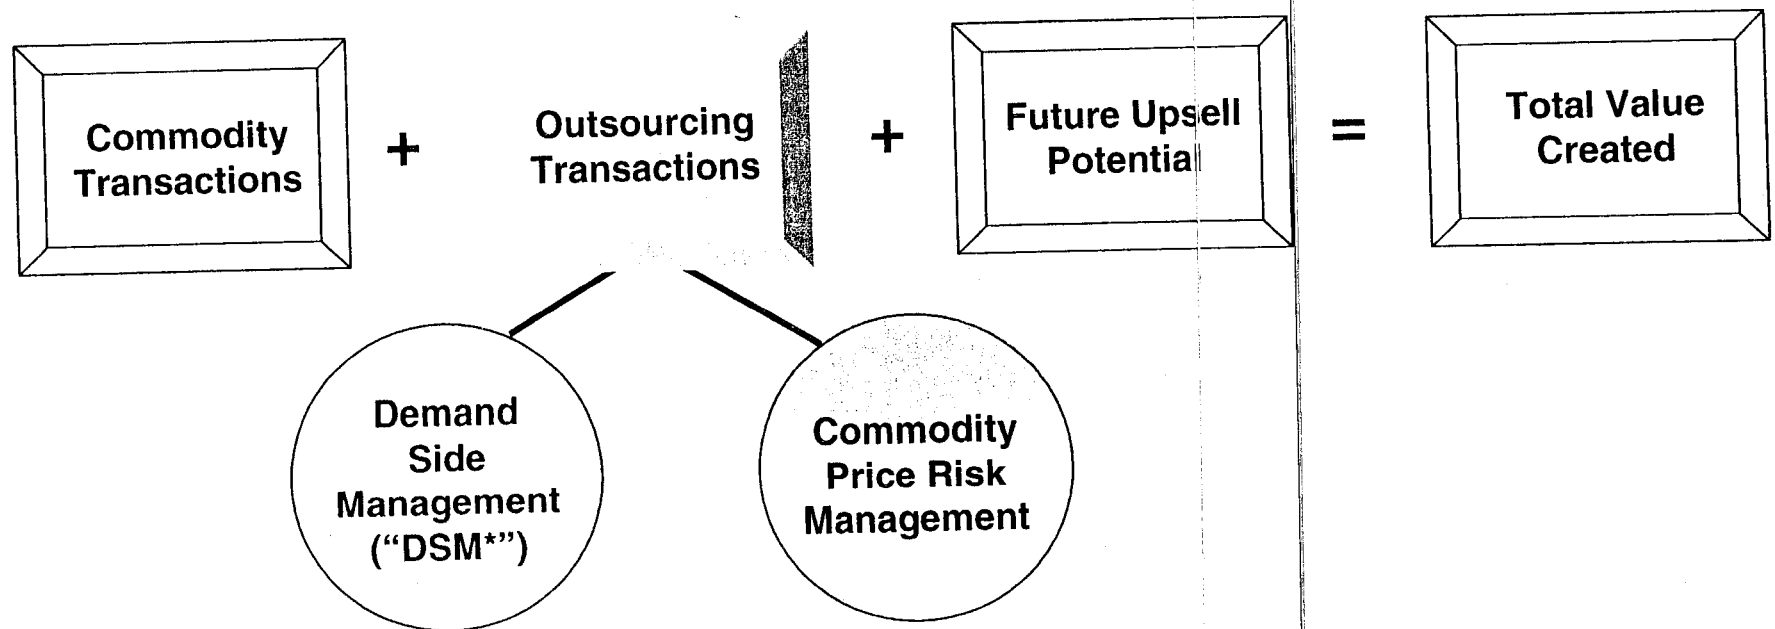 Commodity
Transactions
+
Outsourcing
Transactions
+
Future Upsell
Potential
=
Total Value
Created
Demand
Side
Management
(“DSM*”)
Commodity
Price Risk
Management